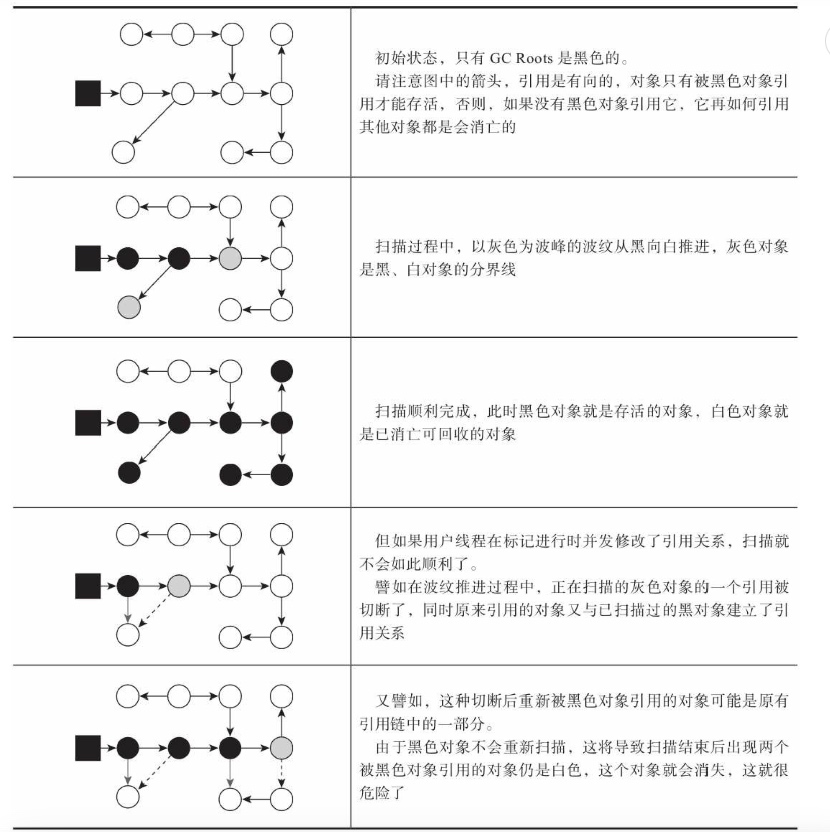 初始状态，只有 GC Roots 是黑色的。
请注意图中的箭头，引用是有向的，对象只有被黑色对象引
用才能存活，否则，如果没有黑色对象引用它，它再如何引用
其他对象都是会消亡的
扫描过程中，以灰色为波峰的波纹从黑向白推进，灰色对象
是黑、白对象的分界线
扫描顺利完成，此时黑色对象就是存活的对象，白色对象就
是已消亡可回收的对象
但如果用户线程在标记进行时并发修改了引用关系，扫描就
不会如此顺利了。
譬如在波纹推进过程中，正在扫描的灰色对象的一个引用被
切断了，同时原来引用的对象又与已扫描过的黑对象建立了引
用关系
又譬如，这种切断后重新被黑色对象引用的对象可能是原有
引用链中的一部分。
由于黑色对象不会重新扫描，这将导致扫描结束后出现两个
被黑色对象引用的对象仍是白色，这个对象就会消失，这就很
危险了